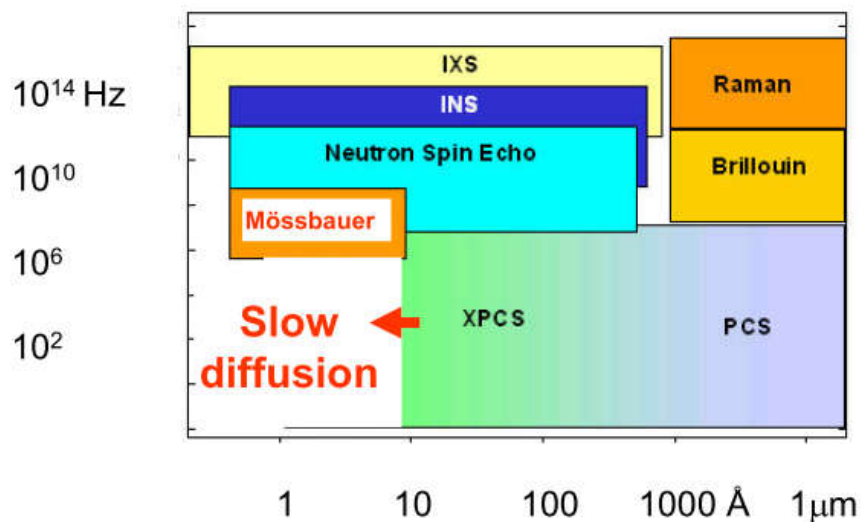 IXS
10¹⁴ Hz
INS
Raman
Neutron Spin Echo
Brillouin
10¹⁰
Mössbauer
10⁶
Slow
diffusion
XPCS
PCS
10²
1 10 100 1000 Å 1μm